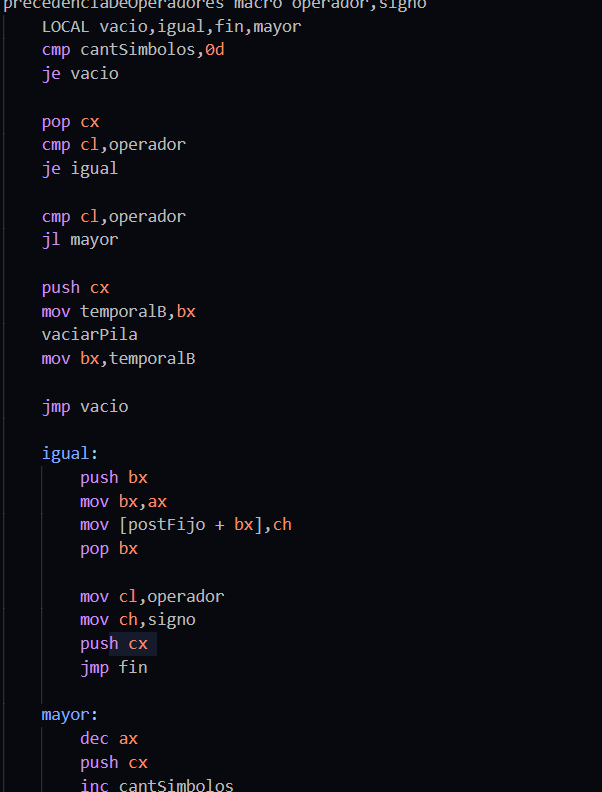 precedenciaDeOperadores macro operador,signo
LOCAL vacio,igual,fin,mayor
cmp cantSimbolos,0d
je vacio
pop cx
cmp cl,operador
je igual
cmp cl,operador
jl mayor
push cx
mov temporalB,bx
vaciarPila
mov bx,temporalB
jmp vacio
igual:
push bx
mov bx,ax
mov [postFijo + bx],ch
pop bx
mov cl,operador
mov ch,signo
push cx
jmp fin
mayor:
dec ax
push cx
inc cantSimbolos